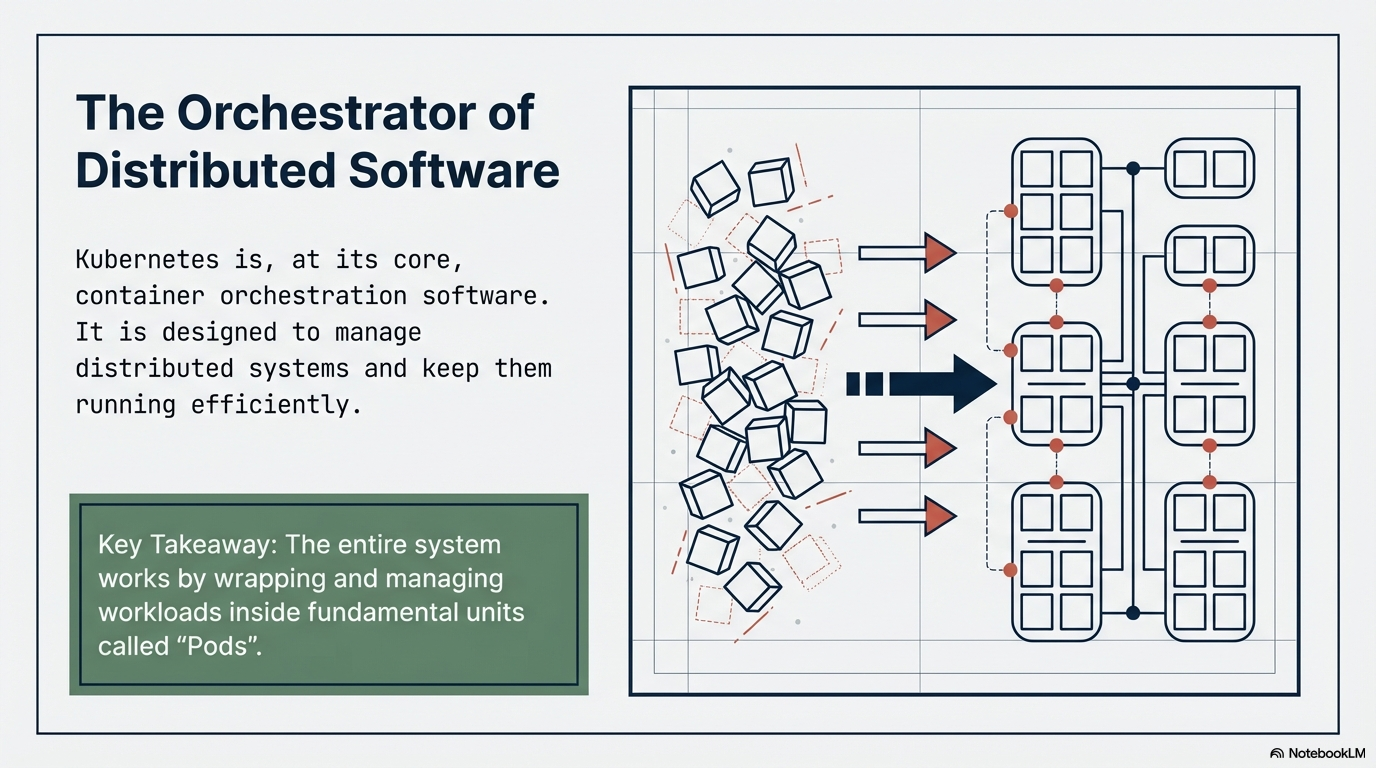 The Orchestrator of
Distributed Software
Kubernetes is, at its core,
container orchestration software.
It is designed to manage
distributed systems and keep them
running efficiently.
Key Takeaway: The entire system
works by wrapping and managing
workloads inside fundamental units
called “Pods”.
NotebookLM